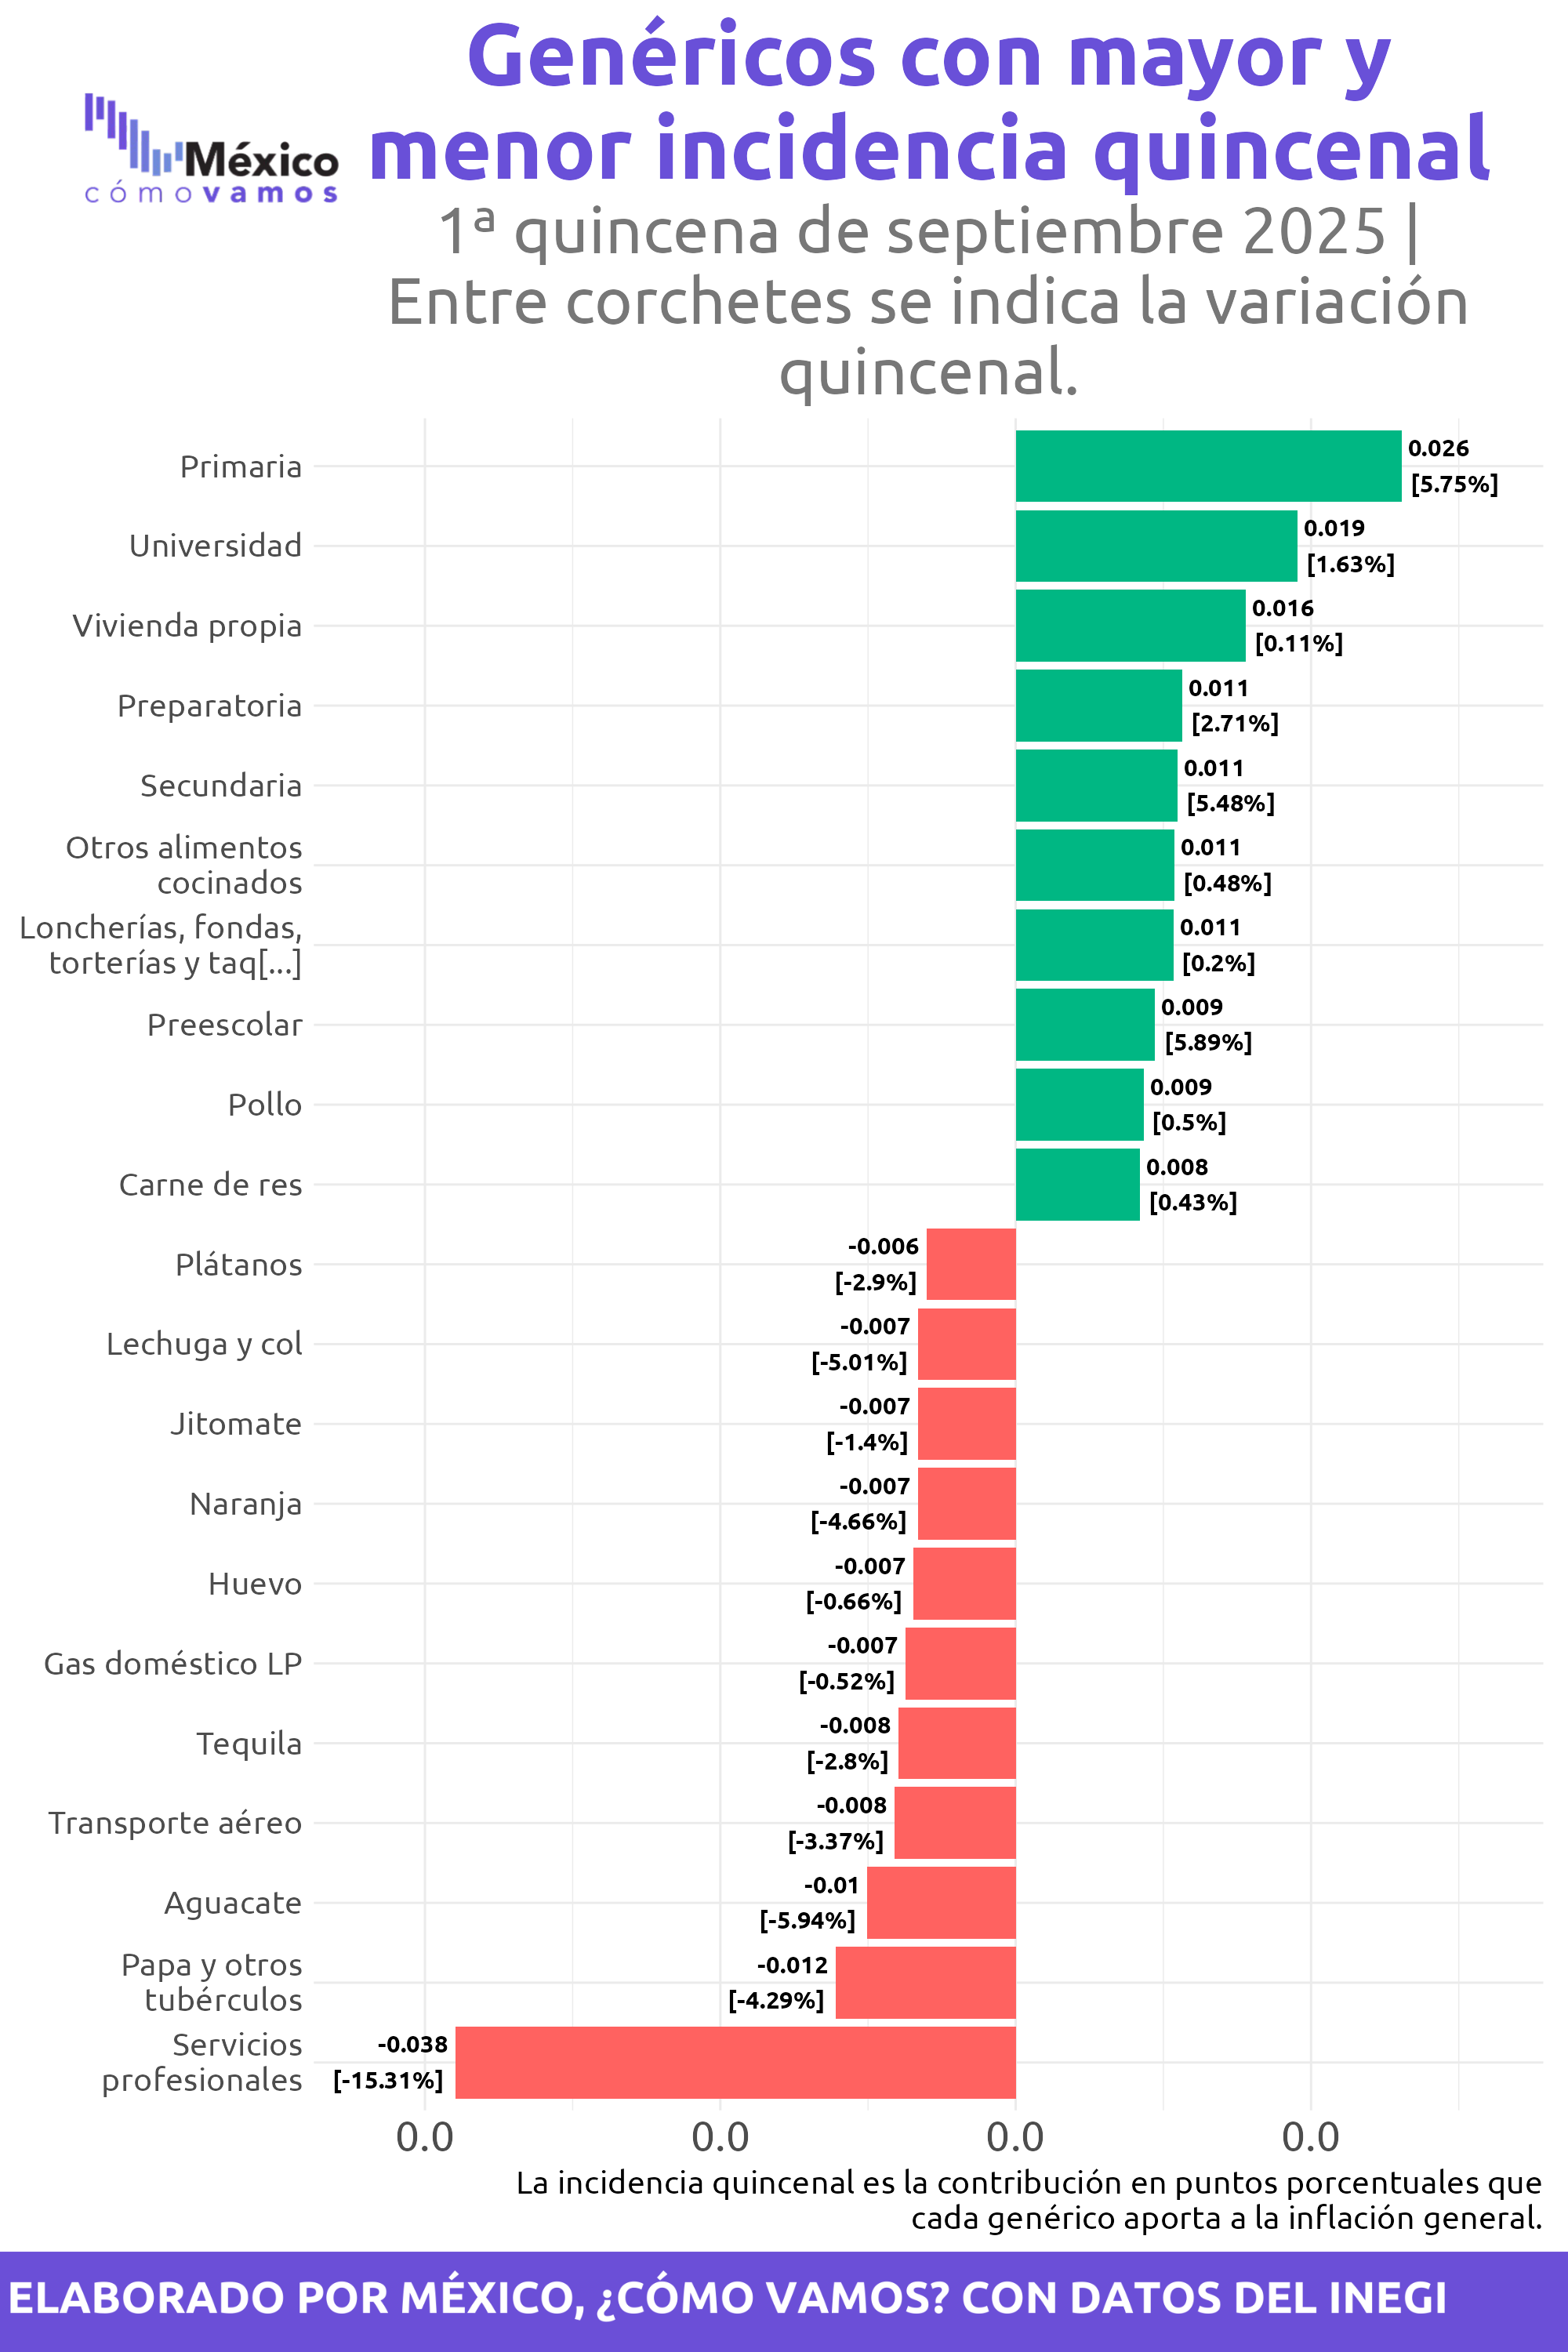 Genéricos con mayor y
menor incidencia quincenal
México
cómovamos
1ª quincena de septiembre 2025 |
Entre corchetes se indica la variación
quincenal.
Primaria
0.026
[5.75%]
Universidad
0.019
[1.63%]
Vivienda propia
0.016
[0.11%]
Preparatoria
0.011
[2.71%]
Secundaria
0.011
[5.48%]
Otros alimentos
cocinados
0.011
[0.48%]
Loncherías, fondas,
torterías y taq[...]
0.011
[0.2%]
Preescolar
0.009
[5.89%]
Pollo
0.009
[0.5%]
Carne de res
0.008
[0.43%]
Plátanos
-0.006
[-2.9%]
Lechuga y col
-0.007
[-5.01%]
Jitomate
-0.007
[-1.4%]
Naranja
-0.007
[-4.66%]
Huevo
-0.007
[-0.66%]
Gas doméstico LP
-0.007
[-0.52%]
Tequila
-0.008
[-2.8%]
Transporte aéreo
-0.008
[-3.37%]
Aguacate
-0.01
[-5.94%]
Papa y otros
tubérculos
-0.012
[-4.29%]
Servicios
profesionales
-0.038
[-15.31%]
0.0 0.0 0.0 0.0
La incidencia quincenal es la contribución en puntos porcentuales que
cada genérico aporta a la inflación general.
ELABORADO POR MÉXICO, ¿CÓMO VAMOS? CON DATOS DEL INEGI